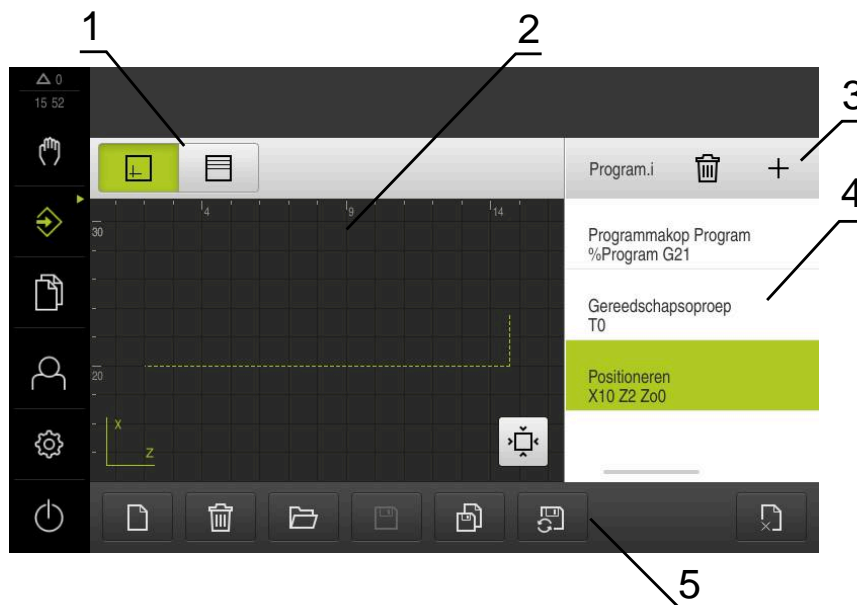 1
2
3
4
5
0
15 52
Program.i
4
9
14
30
20
X
Z
Programmakop Program
%Program G21
Gereedschapsoproep
T0
Positioneren
X10 Z2 Zo0